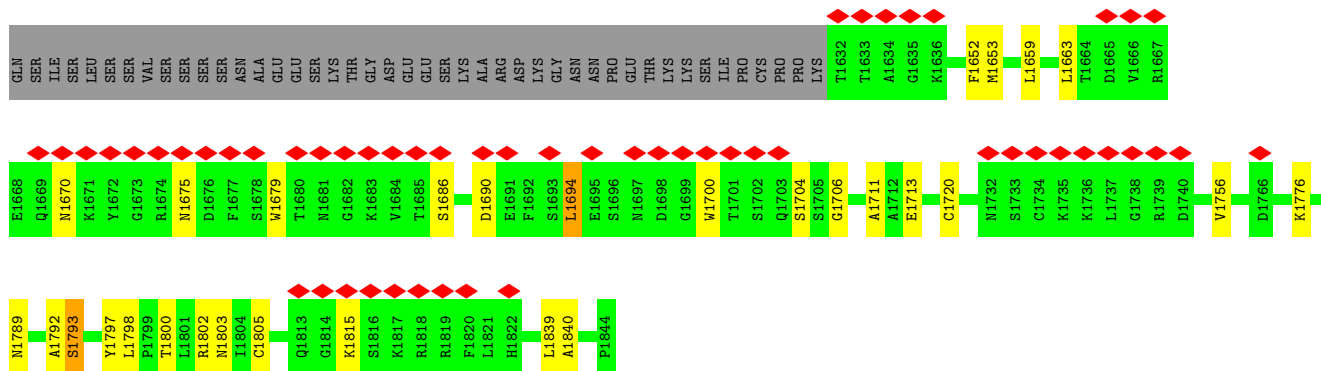 GLN SER ILE SER LEU SER SER VAL SER SER SER SER ASN ALA GLU GLU SER LYS THR GLY ASP GLU GLU SER LYS ALA ARG ASP LYS GLY ASN ASN PRO GLU THR LYS LYS SER ILE PRO CYS PRO PRO LYS T1632 T1633 A1634 G1635 K1636 F1652 M1653 L1659 L1663 T1664 D1665 V1666 R1667
E1668 Q1669 N1670 K1671 Y1672 G1673 R1674 N1675 D1676 F1677 S1678 W1679 T1680 N1681 G1682 K1683 V1684 T1685 S1686 D1690 E1691 F1692 S1693 L1694 E1695 S1696 N1697 D1698 G1699 W1700 T1701 S1702 Q1703 S1704 S1705 G1706 A1711 A1712 E1713 C1720 N1732 S1733 C1734 K1735 K1736 L1737 G1738 R1739 D1740 V1756 D1766 K1776
N1789 A1792 S1793 Y1797 L1798 P1799 T1800 L1801 R1802 N1803 I1804 C1805 Q1813 G1814 K1815 S1816 K1817 R1818 R1819 F1820 L1821 H1822 L1839 A1840 P1844